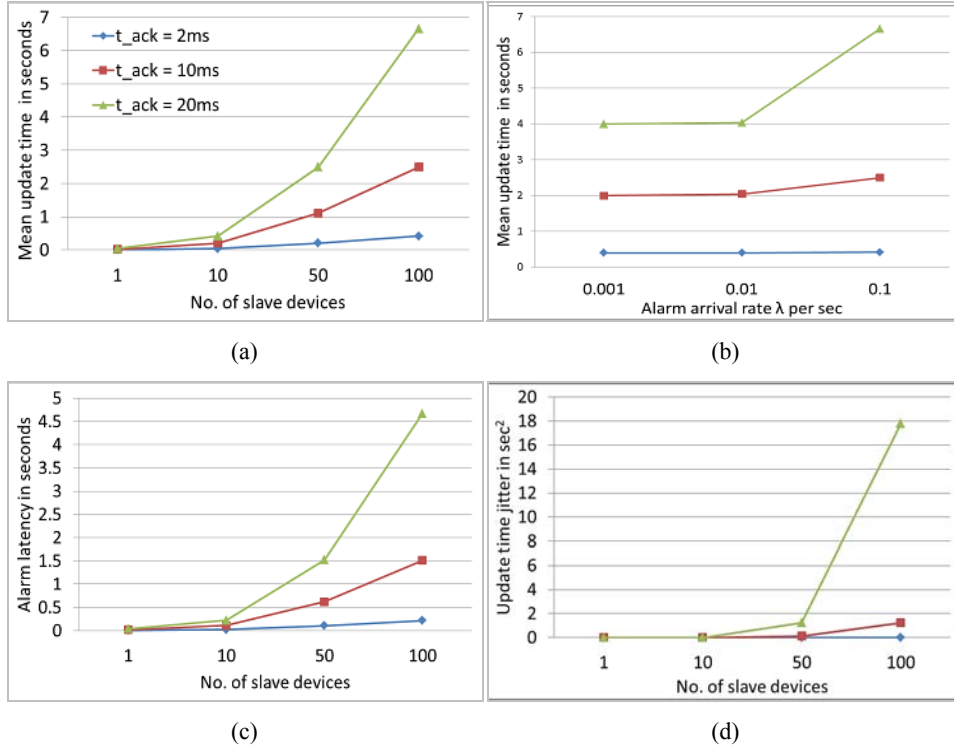 7
6
5
4
3
2
1
0
Mean update time in seconds
t_ack = 2ms
t_ack = 10ms
t_ack = 20ms
1 10 50 100
No. of slave devices
(a)
7
6
5
4
3
2
1
0
Mean update time in seconds
0.001 0.01 0.1
Alarm arrival rate λ per sec
(b)
5
4.5
4
3.5
3
2.5
2
1.5
1
0.5
0
Alarm latency in seconds
1 10 50 100
No. of slave devices
(c)
20
18
16
14
12
10
8
6
4
2
0
Update time jitter in sec²
1 10 50 100
No. of slave devices
(d)